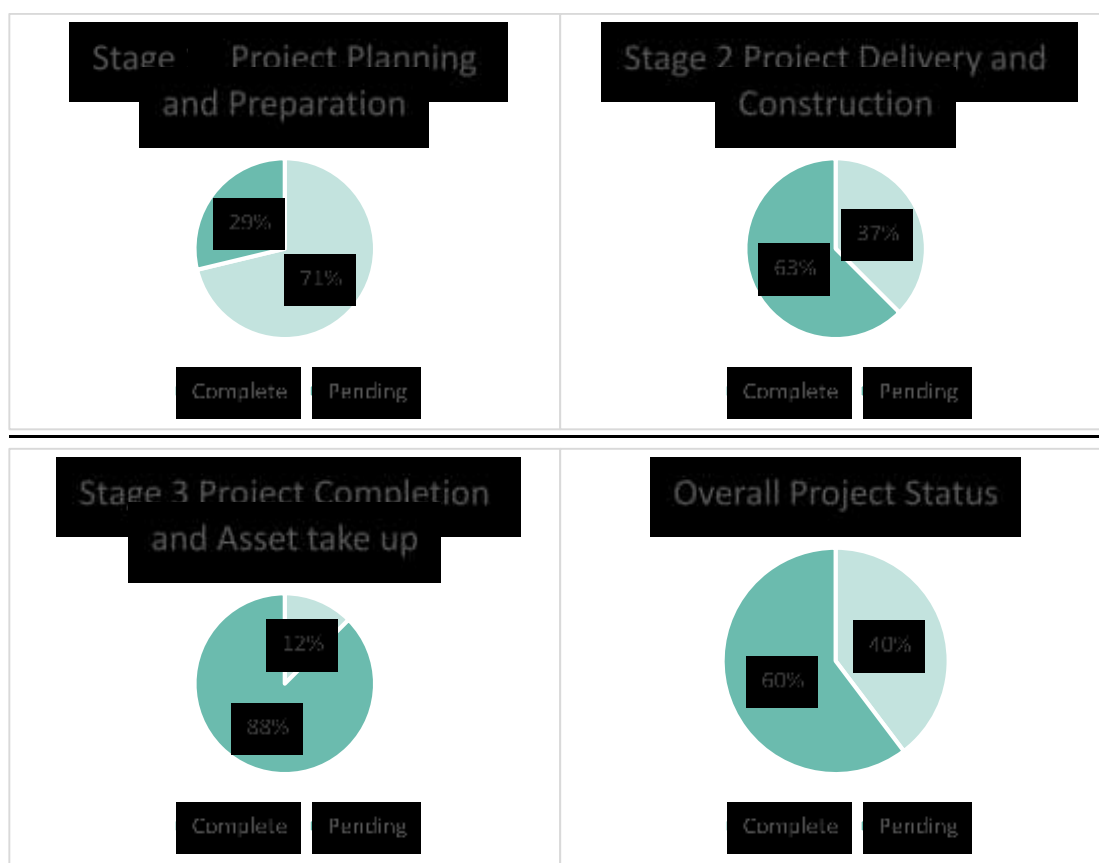 Stage Project Planning
and Preparation
29%
71%
Complete Pending
Stage 2 Project Delivery and
Construction
37%
63%
Complete Pending
Stage 3 Project Completion
and Asset take up
12%
88%
Complete Pending
Overall Project Status
40%
60%
Complete Pending